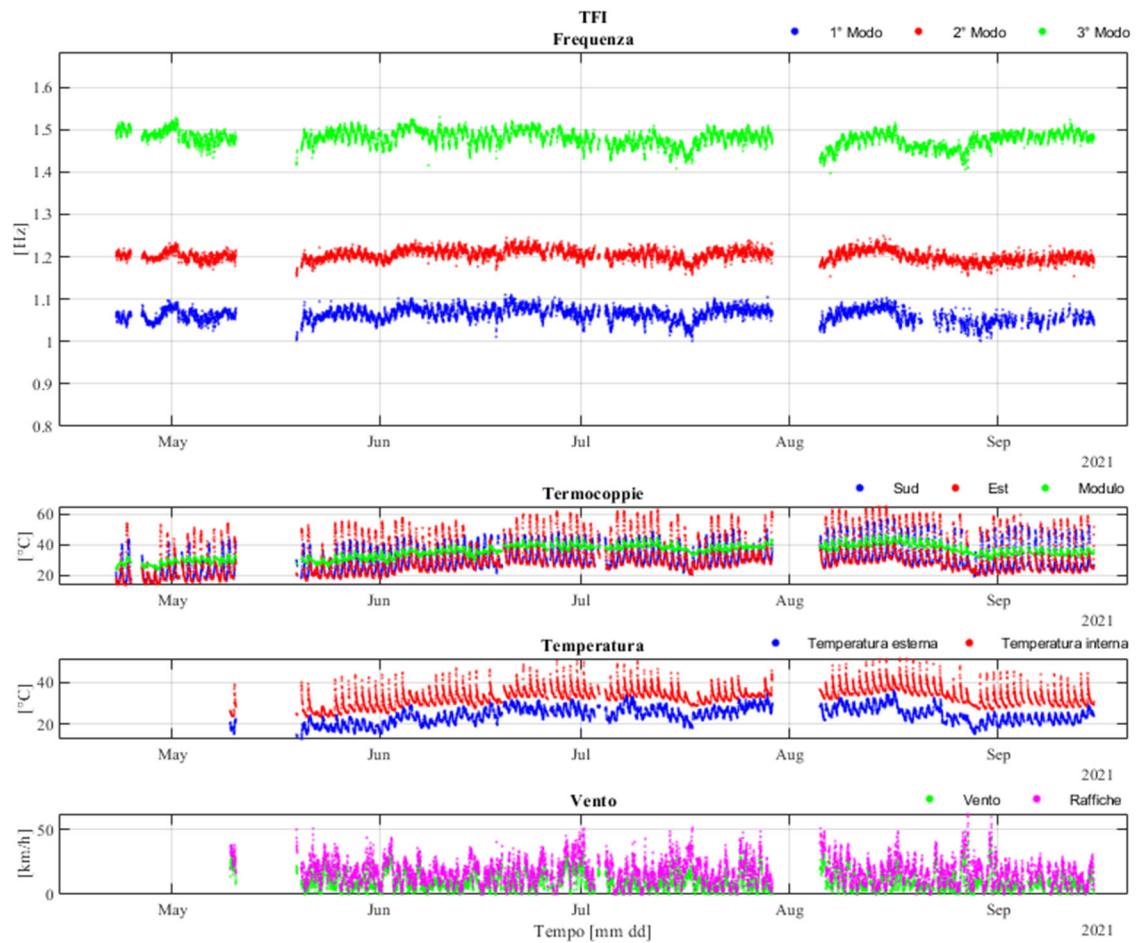 TFI
Frequenza
1° Modo 2° Modo 3° Modo
1.6
1.5
1.4
1.3
1.2
1.1
1
0.9
0.8
[Hz]
May Jun Jul Aug Sep
2021
Termocoppie
Sud Est Modulo
60
40
20
[°C]
May Jun Jul Aug Sep
2021
Temperatura
Temperatura esterna Temperatura interna
40
20
[°C]
May Jun Jul Aug Sep
2021
Vento
Vento Raffiche
50
0
[km/h]
May Jun Jul Aug Sep
Tempo [mm dd]
2021